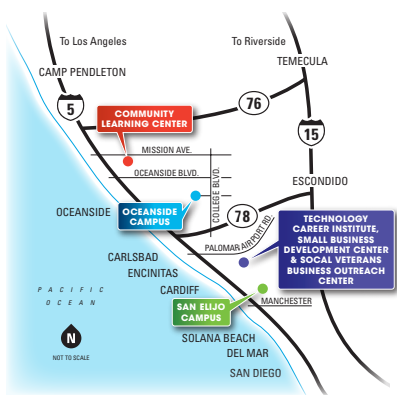 To Los Angeles
To Riverside
TEMECULA
CAMP PENDLETON
5
76
15
COMMUNITY
LEARNING CENTER
MISSION AVE.
OCEANSIDE BLVD.
COLLEGE BLVD.
ESCONDIDO
OCEANSIDE
OCEANSIDE
CAMPUS
78
PALOMAR AIRPORT RD.
TECHNOLOGY
CAREER INSTITUTE,
SMALL BUSINESS
DEVELOPMENT CENTER
& SOCAL VETERANS
BUSINESS OUTREACH
CENTER
CARLSBAD
ENCINITAS
CARDIFF
PACIFIC
OCEAN
SAN ELIJO
CAMPUS
MANCHESTER
N
NOT TO SCALE
SOLANA BEACH
DEL MAR
SAN DIEGO